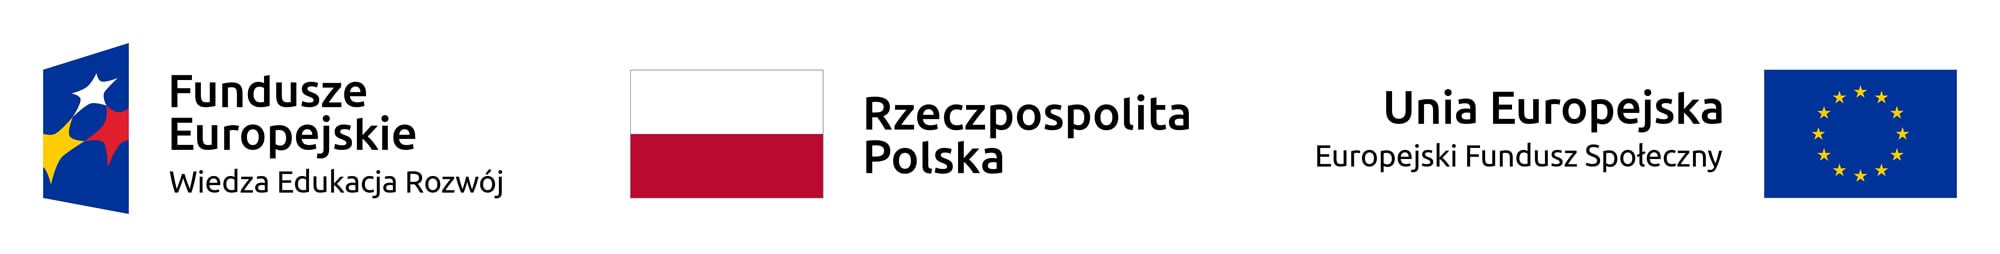 Fundusze
Europejskie
Wiedza Edukacja Rozwój
Rzeczpospolita
Polska
Unia Europejska
Europejski Fundusz Społeczny